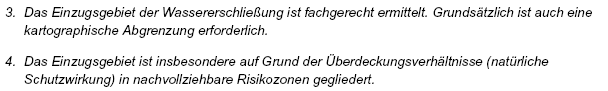 3. Das Einzugsgebiet der Wassererschließung ist fachgerecht ermittelt. Grundsätzlich ist auch eine
kartographische Abgrenzung erforderlich.
4. Das Einzugsgebiet ist insbesondere auf Grund der Überdeckungsverhältnisse (natürliche
Schutzwirkung) in nachvollziehbare Risikozonen gegliedert.